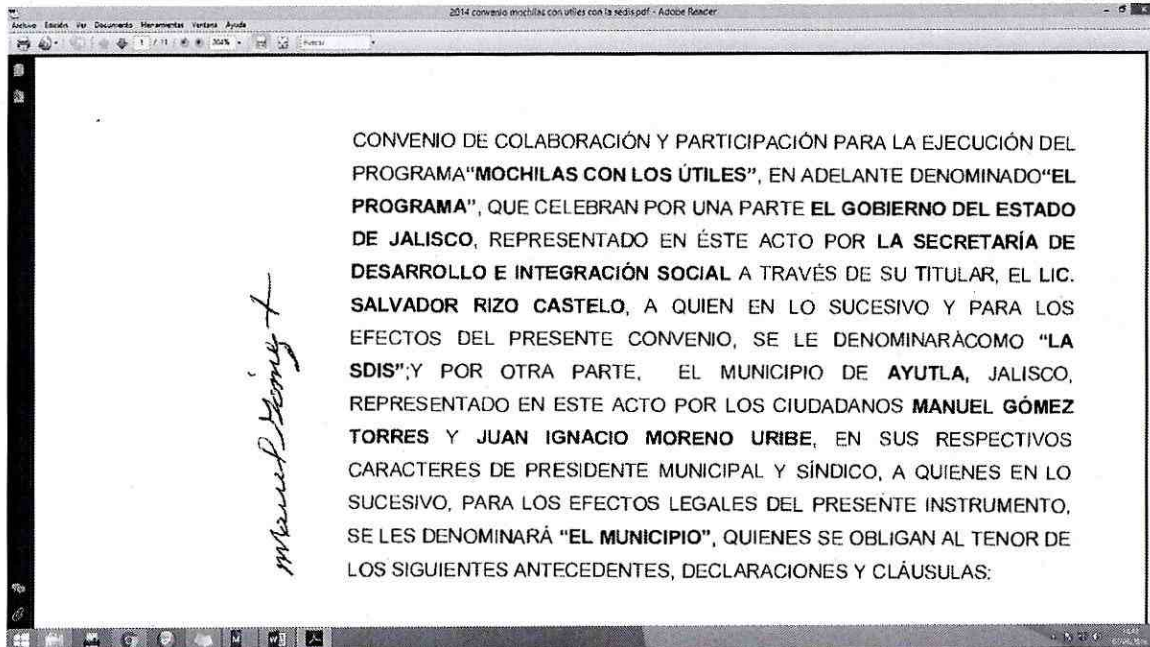 2014 convenio mochilas con utiles con la sedis.pdf - Adobe Reader
Archivo Edición Ver Documento Herramientas Ventana Ayuda
1 / 11
CONVENIO DE COLABORACIÓN Y PARTICIPACIÓN PARA LA EJECUCIÓN DEL
PROGRAMA"MOCHILAS CON LOS ÚTILES", EN ADELANTE DENOMINADO"EL
PROGRAMA", QUE CELEBRAN POR UNA PARTE EL GOBIERNO DEL ESTADO
DE JALISCO, REPRESENTADO EN ÉSTE ACTO POR LA SECRETARÍA DE
DESARROLLO E INTEGRACIÓN SOCIAL A TRAVÉS DE SU TITULAR, EL LIC.
SALVADOR RIZO CASTELO, A QUIEN EN LO SUCESIVO Y PARA LOS
EFECTOS DEL PRESENTE CONVENIO, SE LE DENOMINARÁCOMO "LA
SDIS";Y POR OTRA PARTE, EL MUNICIPIO DE AYUTLA, JALISCO,
REPRESENTADO EN ESTE ACTO POR LOS CIUDADANOS MANUEL GÓMEZ
TORRES Y JUAN IGNACIO MORENO URIBE, EN SUS RESPECTIVOS
CARACTERES DE PRESIDENTE MUNICIPAL Y SÍNDICO, A QUIENES EN LO
SUCESIVO, PARA LOS EFECTOS LEGALES DEL PRESENTE INSTRUMENTO,
SE LES DENOMINARÁ "EL MUNICIPIO", QUIENES SE OBLIGAN AL TENOR DE
LOS SIGUIENTES ANTECEDENTES, DECLARACIONES Y CLÁUSULAS:
Manuel Gómez t